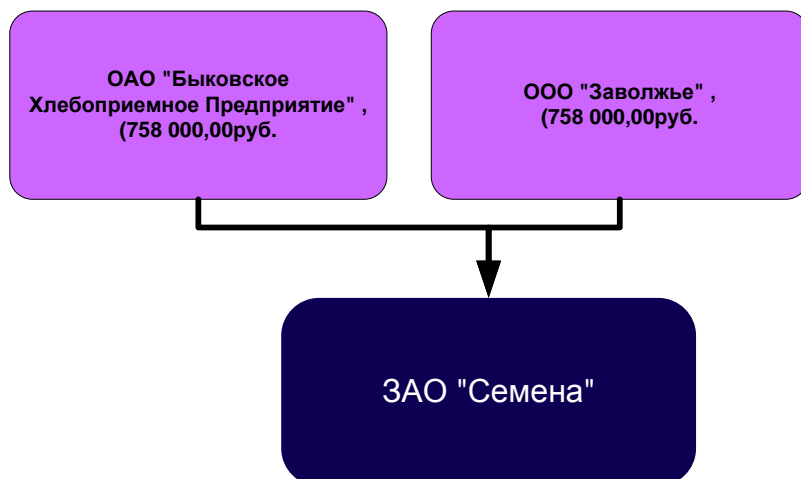 ОАО "Быковское
Хлебоприемное Предприятие" ,
(758 000,00руб.
ООО "Заволжье" ,
(758 000,00руб.
ЗАО "Семена"